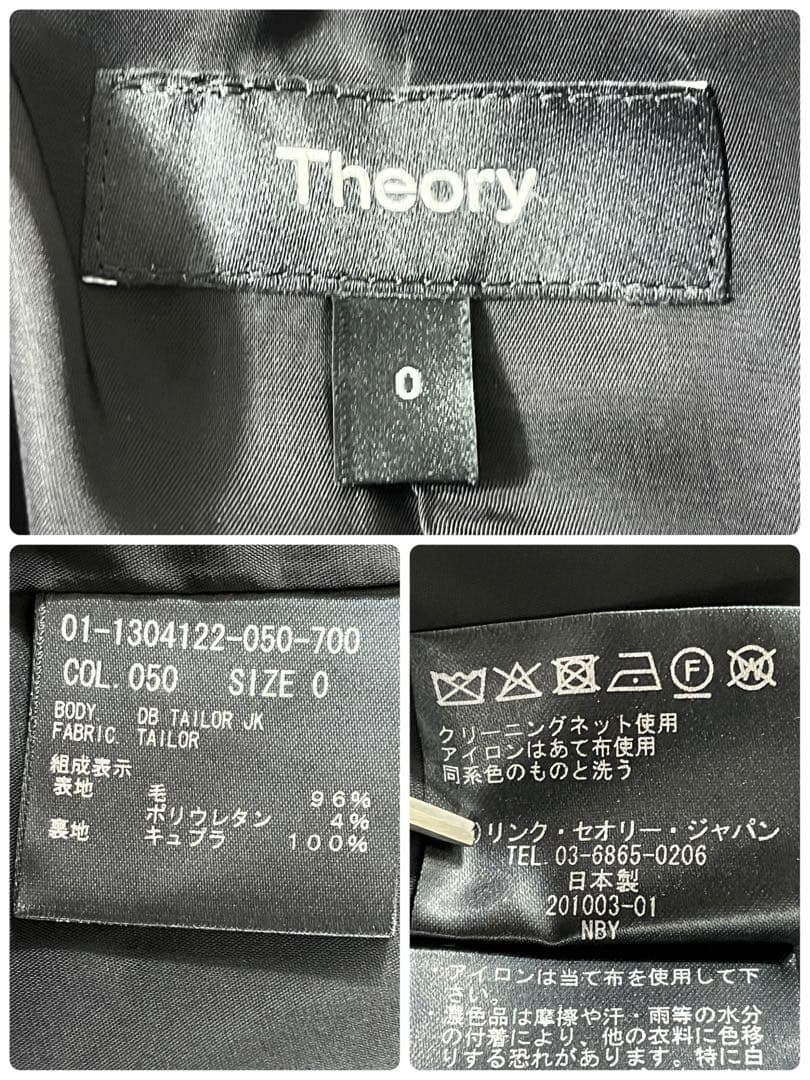 Theory
0
01-1304122-050-700
COL.050 SIZE 0
BODY DB TAILOR JK
FABRIC. TAILOR
組成表示
表地 毛 96%
ポリウレタン 4%
裏地 キュプラ 100%
クリーニングネット使用
アイロンはあて布使用
同系色のものと洗う
)リンク・セオリー・ジャパン
TEL.03-6865-0206
日本製
201003-01
NBY
・アイロンは当て布を使用して下
さい。
・濃色品は摩擦や汗・雨等の水分
の付着により、他の衣料に色移
りする恐れがあります。特に白